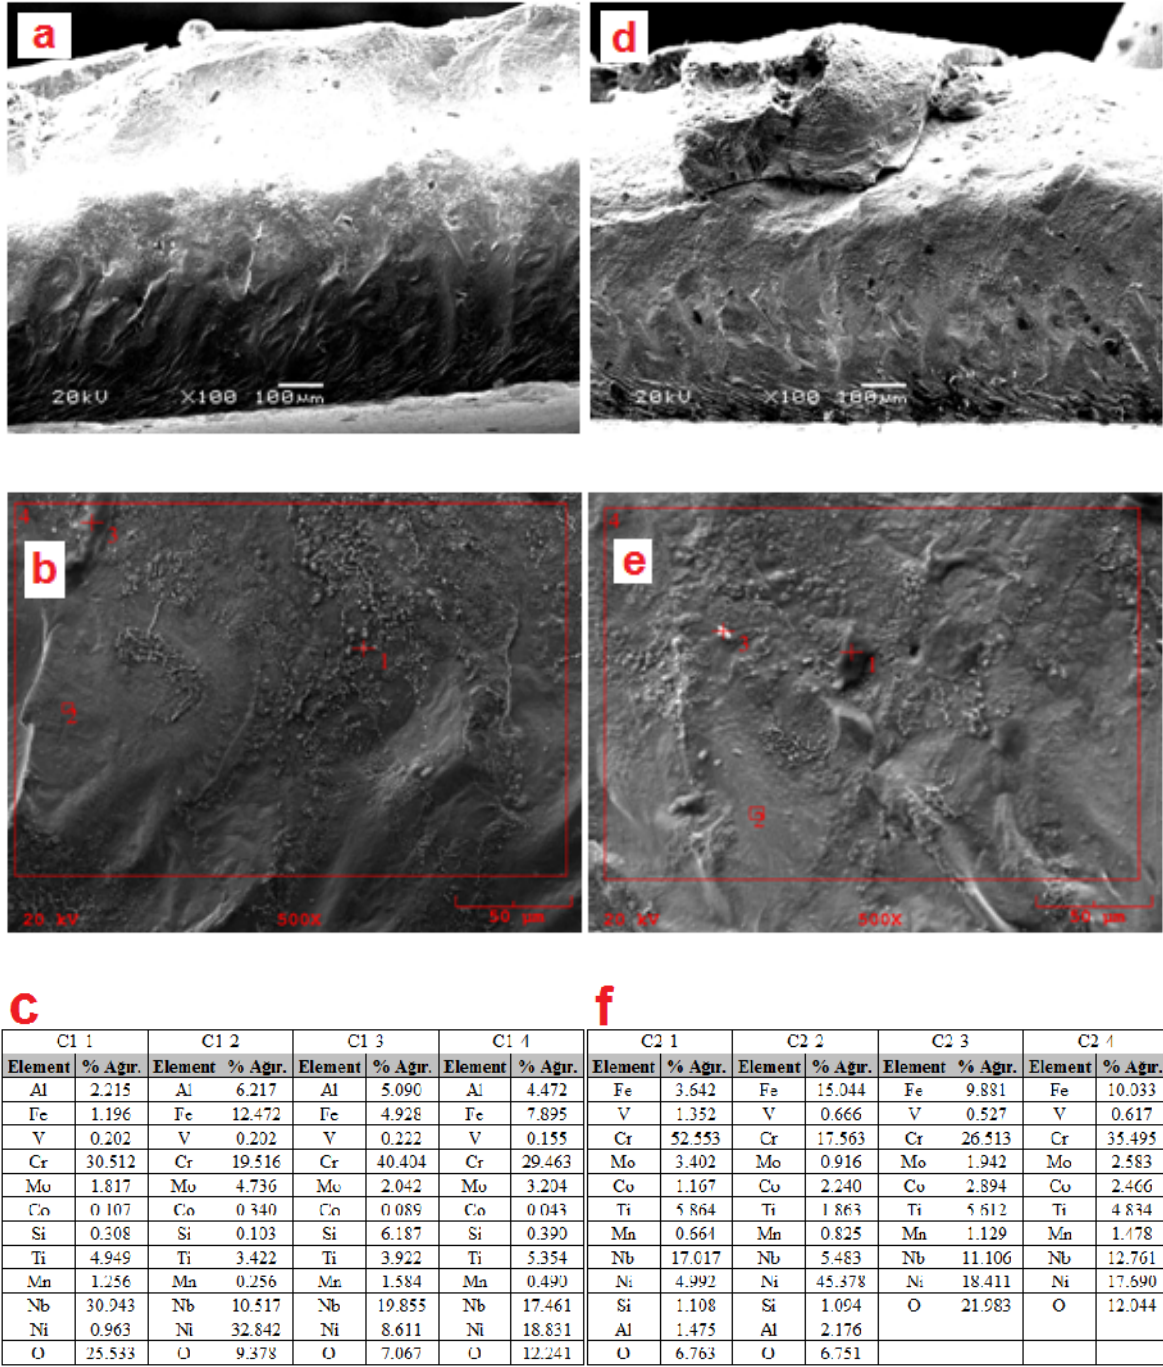 a
d
20kV X100 100µm
20kV X100 100µm
4
3
b
1
2
20 kV 500X 50 µm
4
e
3
1
2
20 kV 500X 50 µm
c
f
C1 1 C1 2 C1 3 C1 4 C2 1 C2 2 C2 3 C2 4
Element % Ağır. Element % Ağır. Element % Ağır. Element % Ağır. Element % Ağır. Element % Ağır. Element % Ağır. Element % Ağır.
Al 2.215 Al 6.217 Al 5.090 Al 4.472 Fe 3.642 Fe 15.044 Fe 9.881 Fe 10.033
Fe 1.196 Fe 12.472 Fe 4.928 Fe 7.895 V 1.352 V 0.666 V 0.527 V 0.617
V 0.202 V 0.202 V 0.222 V 0.155 Cr 52.553 Cr 17.563 Cr 26.513 Cr 35.495
Cr 30.512 Cr 19.516 Cr 40.404 Cr 29.463 Mo 3.402 Mo 0.916 Mo 1.942 Mo 2.583
Mo 1.817 Mo 4.736 Mo 2.042 Mo 3.204 Co 1.167 Co 2.240 Co 2.894 Co 2.466
Co 0.107 Co 0.340 Co 0.089 Co 0.043 Ti 5.864 Ti 1.863 Ti 5.612 Ti 4.834
Si 0.308 Si 0.103 Si 6.187 Si 0.390 Mn 0.664 Mn 0.825 Mn 1.129 Mn 1.478
Ti 4.949 Ti 3.422 Ti 3.922 Ti 5.354 Nb 17.017 Nb 5.483 Nb 11.106 Nb 12.761
Mn 1.256 Mn 0.256 Mn 1.584 Mn 0.490 Ni 4.992 Ni 45.378 Ni 18.411 Ni 17.690
Nb 30.943 Nb 10.517 Nb 19.855 Nb 17.461 Si 1.108 Si 1.094 O 21.983 O 12.044
Ni 0.963 Ni 32.842 Ni 8.611 Ni 18.831 Al 1.475 Al 2.176
O 25.533 O 9.378 O 7.067 O 12.241 O 6.763 O 6.751